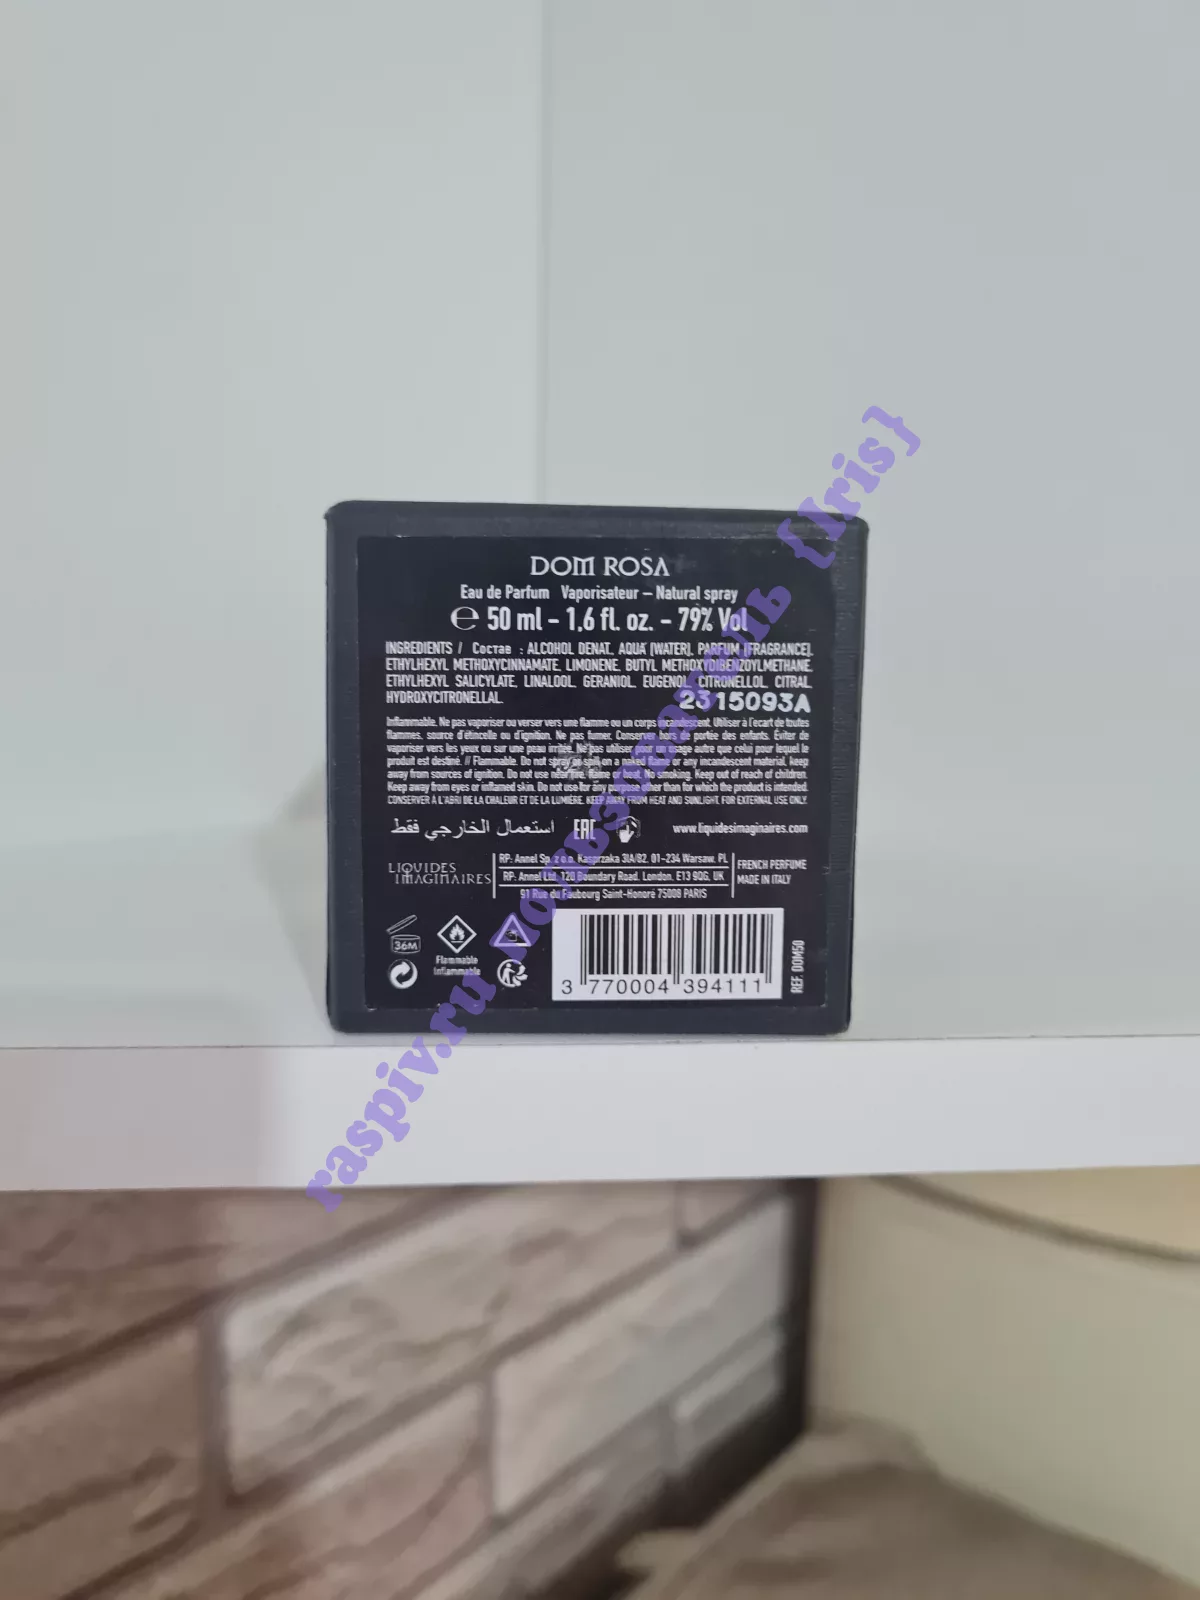 DOM ROSA
Eau de Parfum Vaporisateur – Natural spray
℮ 50 ml - 1,6 fl. oz. - 79% Vol
INGREDIENTS / Состав : ALCOHOL DENAT., AQUA (WATER), PARFUM (FRAGRANCE),
ETHYLHEXYL METHOXYCINNAMATE, LIMONENE, BUTYL METHOXYDIBENZOYLMETHANE,
ETHYLHEXYL SALICYLATE, LINALOOL, GERANIOL, EUGENOL, CITRONELLOL, CITRAL,
HYDROXYCITRONELLAL.
2315093A
Inflammable. Ne pas vaporiser ou verser vers une flamme ou un corps incandescent. Utiliser à l'écart de toutes
flammes, source d'étincelle ou d'ignition. Ne pas fumer. Conserver hors de portée des enfants. Éviter de
vaporiser vers les yeux ou sur une peau irritée. Ne pas utiliser pour un usage autre que celui pour lequel le
produit est destiné. // Flammable. Do not spray or spill on a naked flame or any incandescent material, keep
away from sources of ignition. Do not use near fire, flame or heat. No smoking. Keep out of reach of children.
Keep away from eyes or inflamed skin. Do not use for any purpose other than for which the product is intended.
CONSERVER À L'ABRI DE LA CHALEUR ET DE LA LUMIÈRE. KEEP AWAY FROM HEAT AND SUNLIGHT. FOR EXTERNAL USE ONLY.
استعمال الخارجي فقط EAC www.liquidesimaginaires.com
LIQUIDES
IMAGINAIRES
RP: Annel Sp. z o.o. Kasprzaka 31A/82, 01-234 Warsaw, PL
RP: Annel Ltd, 120 Boundary Road, London, E13 9QG, UK
91 Rue du Faubourg Saint-Honoré 75008 PARIS
FRENCH PERFUME
MADE IN ITALY
36M
Flammable
Inflammable
3 770004 394111
REF. DOM50
raspiv.ru пользователь {Iris}